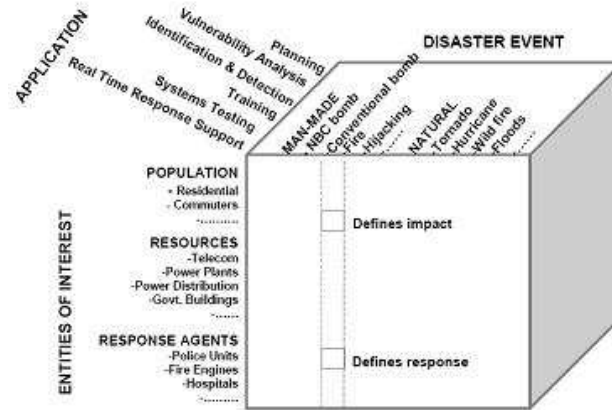 APPLICATION
Planning
Vulnerability Analysis
Identification & Detection
Training
Systems Testing
Real Time Response Support
DISASTER EVENT
MAN-MADE
NBC bomb
Conventional bomb
Fire
Hijacking
.......
NATURAL
Tornado
Hurricane
Wild fire
Floods
.......
ENTITIES OF INTEREST
POPULATION
- Residential
- Commuters
-........
RESOURCES
-Telecom
-Power Plants
-Power Distribution
-Govt. Buildings
-.......
RESPONSE AGENTS
-Police Units
-Fire Engines
-Hospitals
-.........
Defines impact
Defines response